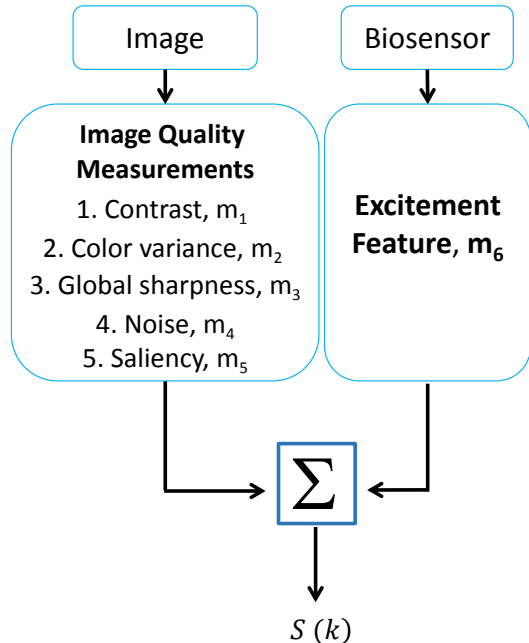 Image
Biosensor
Image Quality
Measurements
1. Contrast, m₁
2. Color variance, m₂
3. Global sharpness, m₃
4. Noise, m₄
5. Saliency, m₅
Excitement
Feature, m₆
Σ
S (k)